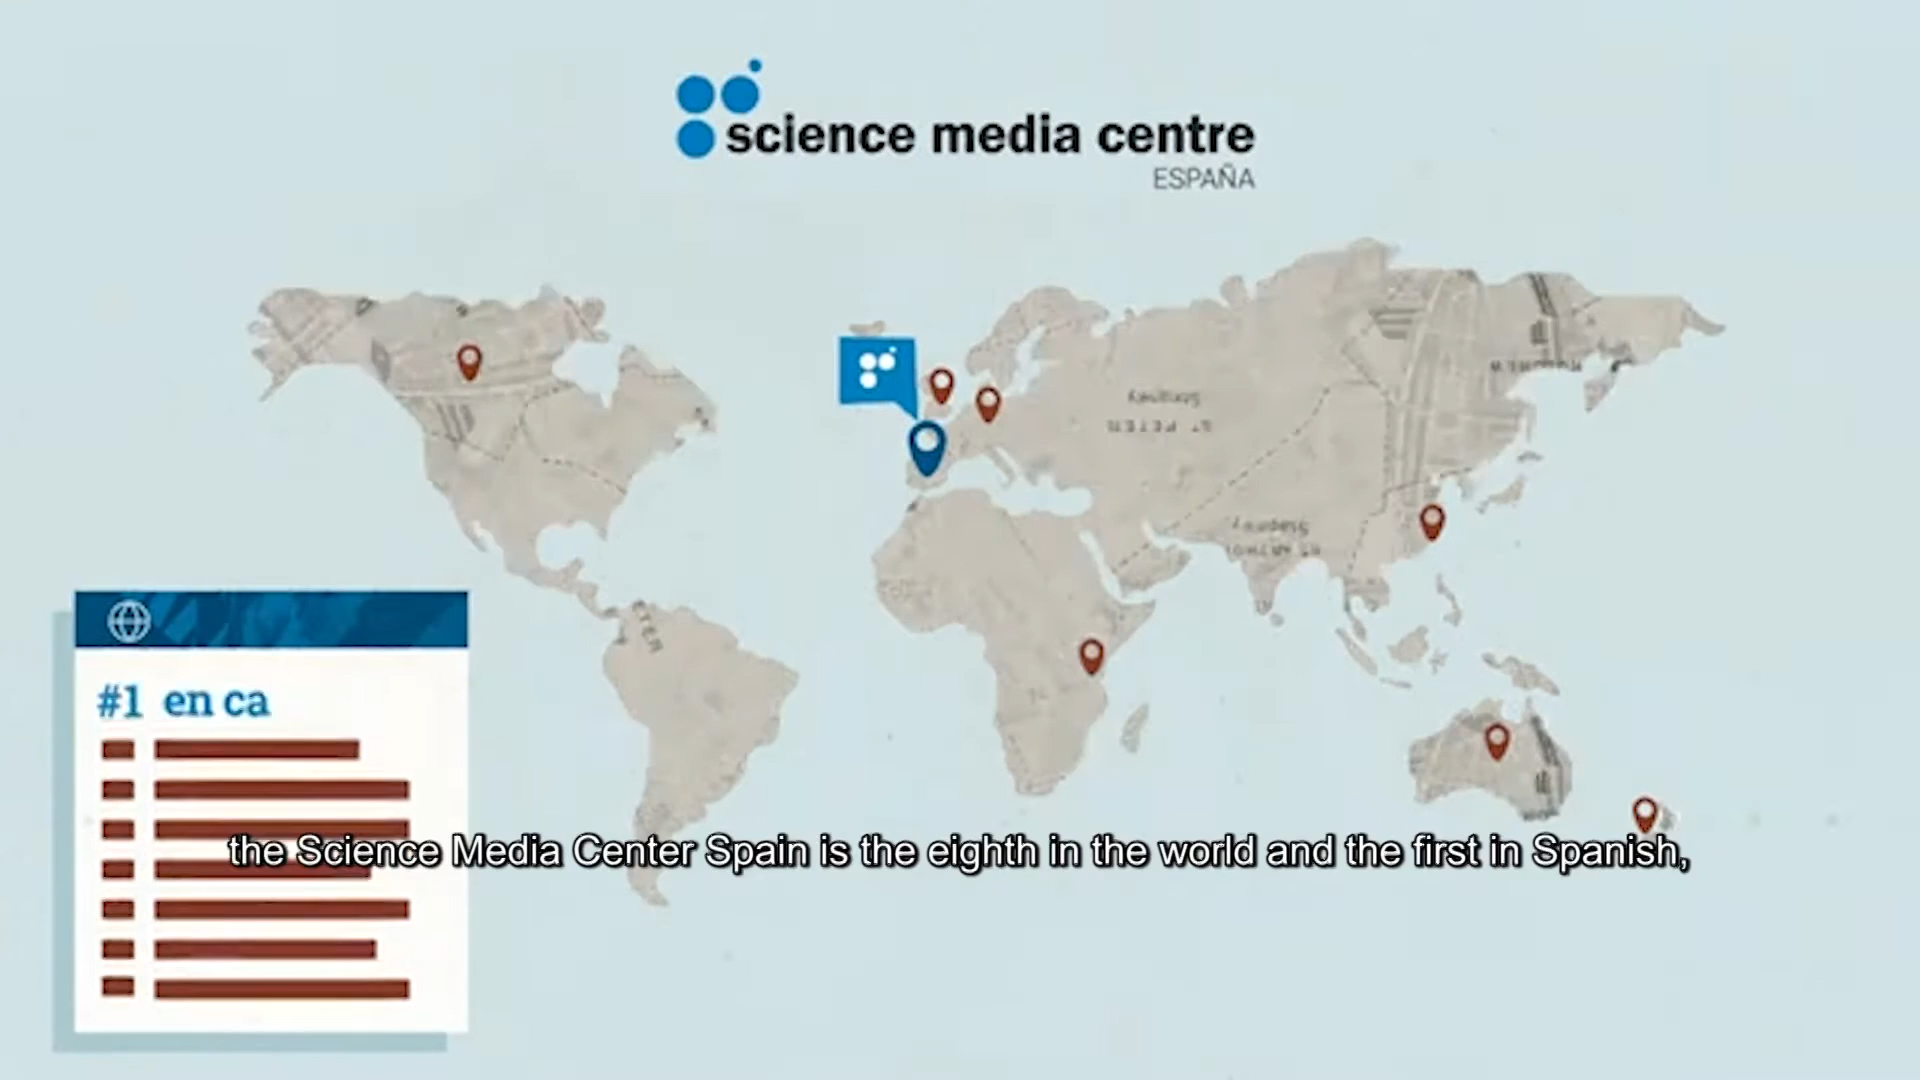 science media centre
ESPAÑA
#1 en ca
the Science Media Center Spain is the eighth in the world and the first in Spanish,